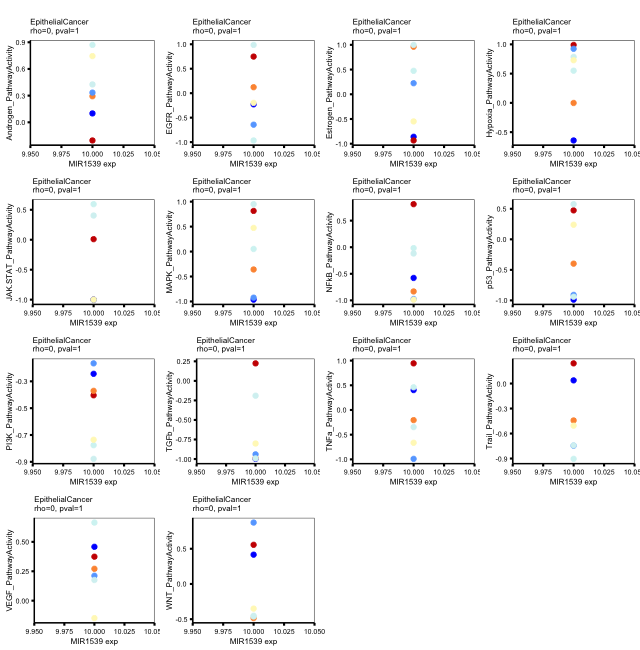 EpithelialCancer
rho=0, pval=1
Androgen_PathwayActivity
0.9
0.6
0.3
0.0
9.950 9.975 10.000 10.025 10.05
MIR1539 exp
EpithelialCancer
rho=0, pval=1
EGFR_PathwayActivity
1.0
0.5
0.0
-0.5
-1.0
9.950 9.975 10.000 10.025 10.05
MIR1539 exp
EpithelialCancer
rho=0, pval=1
Estrogen_PathwayActivity
1.0
0.5
0.0
-0.5
-1.0
9.950 9.975 10.000 10.025 10.05
MIR1539 exp
EpithelialCancer
rho=0, pval=1
Hypoxia_PathwayActivity
1.0
0.5
0.0
-0.5
9.950 9.975 10.000 10.025 10.05
MIR1539 exp
EpithelialCancer
rho=0, pval=1
JAK.STAT_PathwayActivity
0.5
0.0
-0.5
-1.0
9.950 9.975 10.000 10.025 10.05
MIR1539 exp
EpithelialCancer
rho=0, pval=1
MAPK_PathwayActivity
1.0
0.5
0.0
-0.5
-1.0
9.950 9.975 10.000 10.025 10.05
MIR1539 exp
EpithelialCancer
rho=0, pval=1
NFkB_PathwayActivity
0.5
0.0
-0.5
-1.0
9.950 9.975 10.000 10.025 10.05
MIR1539 exp
EpithelialCancer
rho=0, pval=1
p53_PathwayActivity
0.5
0.0
-0.5
-1.0
9.950 9.975 10.000 10.025 10.05
MIR1539 exp
EpithelialCancer
rho=0, pval=1
PI3K_PathwayActivity
-0.3
-0.5
-0.7
-0.9
9.950 9.975 10.000 10.025 10.05
MIR1539 exp
EpithelialCancer
rho=0, pval=1
TGFb_PathwayActivity
0.25
0.00
-0.25
-0.50
-0.75
-1.00
9.950 9.975 10.000 10.025 10.05
MIR1539 exp
EpithelialCancer
rho=0, pval=1
TNFa_PathwayActivity
1.0
0.5
0.0
-0.5
-1.0
9.950 9.975 10.000 10.025 10.05
MIR1539 exp
EpithelialCancer
rho=0, pval=1
Trail_PathwayActivity
0.0
-0.3
-0.6
-0.9
9.950 9.975 10.000 10.025 10.05
MIR1539 exp
EpithelialCancer
rho=0, pval=1
VEGF_PathwayActivity
0.50
0.25
0.00
9.950 9.975 10.000 10.025 10.05
MIR1539 exp
EpithelialCancer
rho=0, pval=1
WNT_PathwayActivity
0.5
0.0
-0.5
9.950 9.975 10.000 10.025 10.050
MIR1539 exp